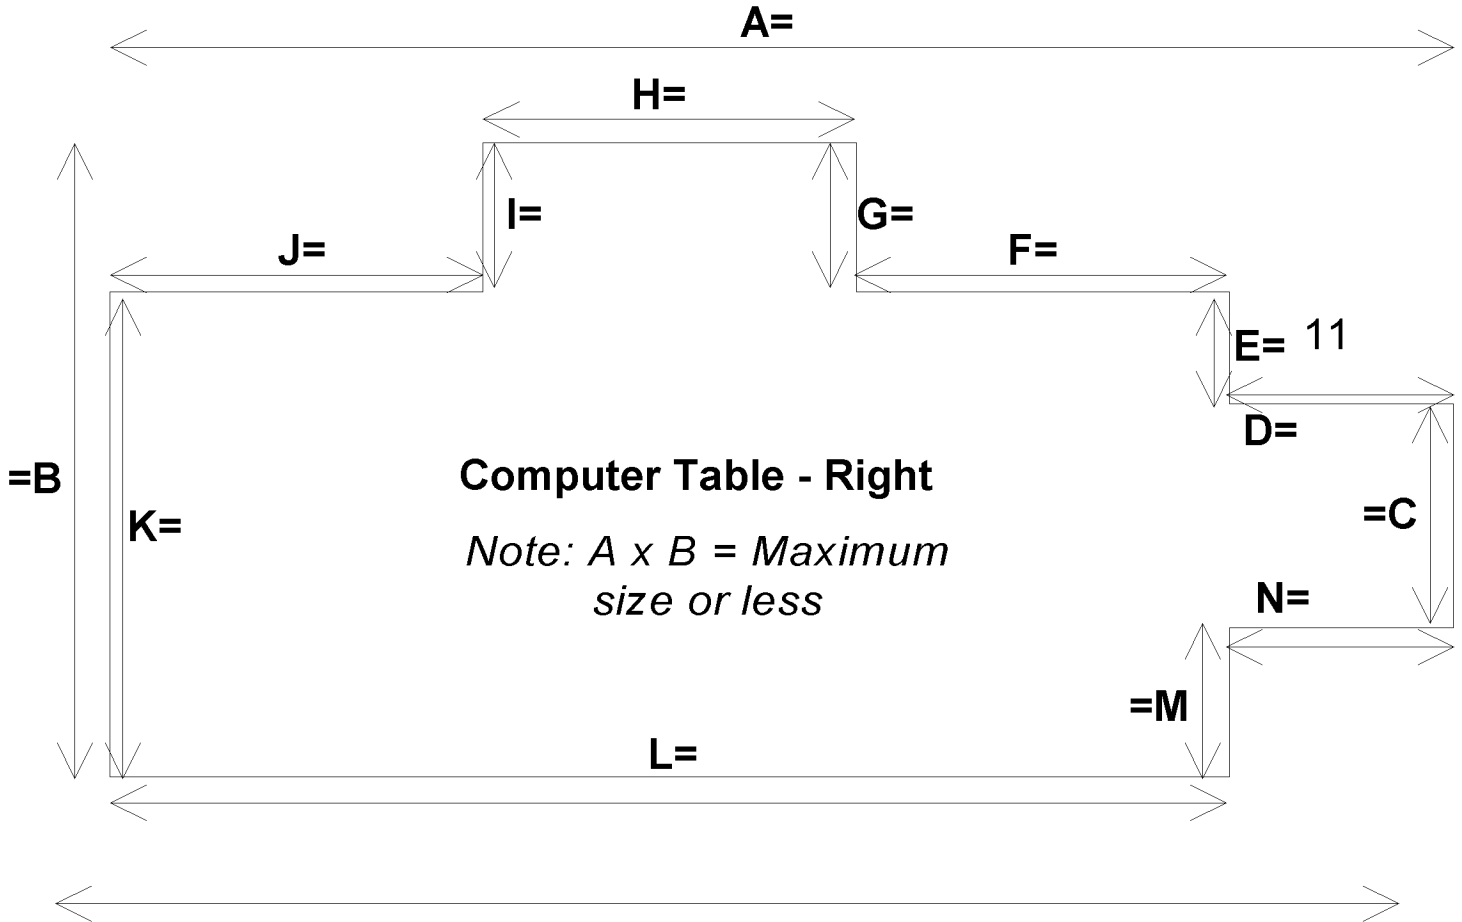 A=
H=
I=
G=
J=
F=
E= 11
D=
=B
Computer Table - Right
K=
=C
Note: A x B = Maximum
size or less
N=
=M
L=